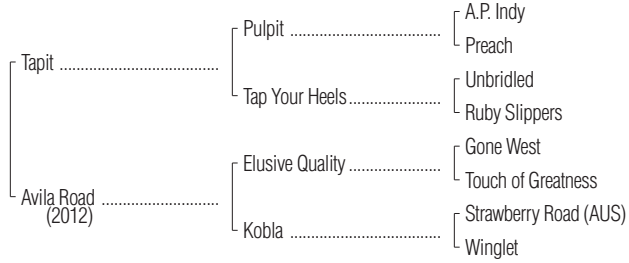 A.P. Indy
Pulpit ........................
Preach
Tapit ..........................................
Unbridled
Tap Your Heels ........................
Ruby Slippers
Gone West
Elusive Quality ........................
Touch of Greatness
Avila Road ..............................
(2012)
Strawberry Road (AUS)
Kobla ................................
Winglet